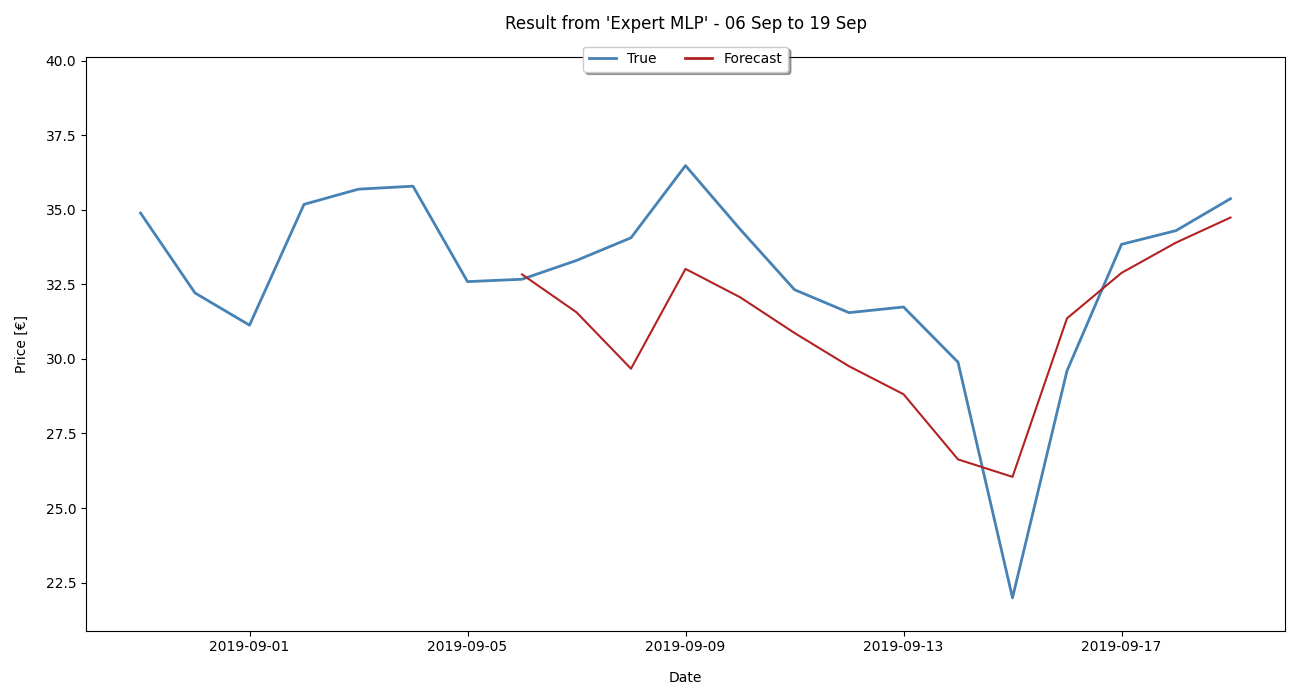 Result from 'Expert MLP' - 06 Sep to 19 Sep
True Forecast
40.0
37.5
35.0
32.5
30.0
27.5
25.0
22.5
Price [€]
2019-09-01 2019-09-05 2019-09-09 2019-09-13 2019-09-17
Date